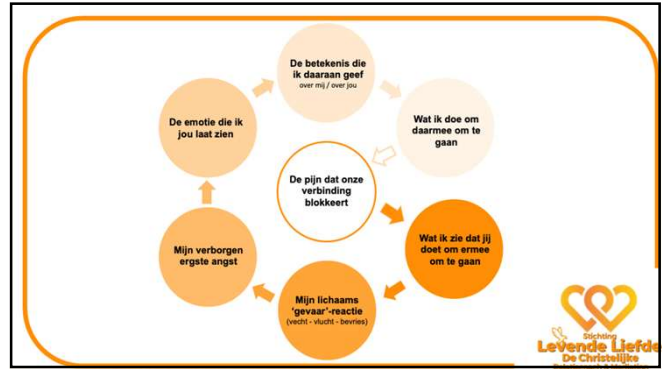 De betekenis die
ik daaraan geef
over mij / over jou
De emotie die ik
jou laat zien
Wat ik doe om
daarmee om te
gaan
De pijn dat onze
verbinding
blokkeert
Mijn verborgen
ergste angst
Wat ik zie dat jij
doet om ermee
om te gaan
Mijn lichaams
‘gevaar’-reactie
(vecht - vlucht - bevries)
Stichting
Levende Liefde
De Christelijke